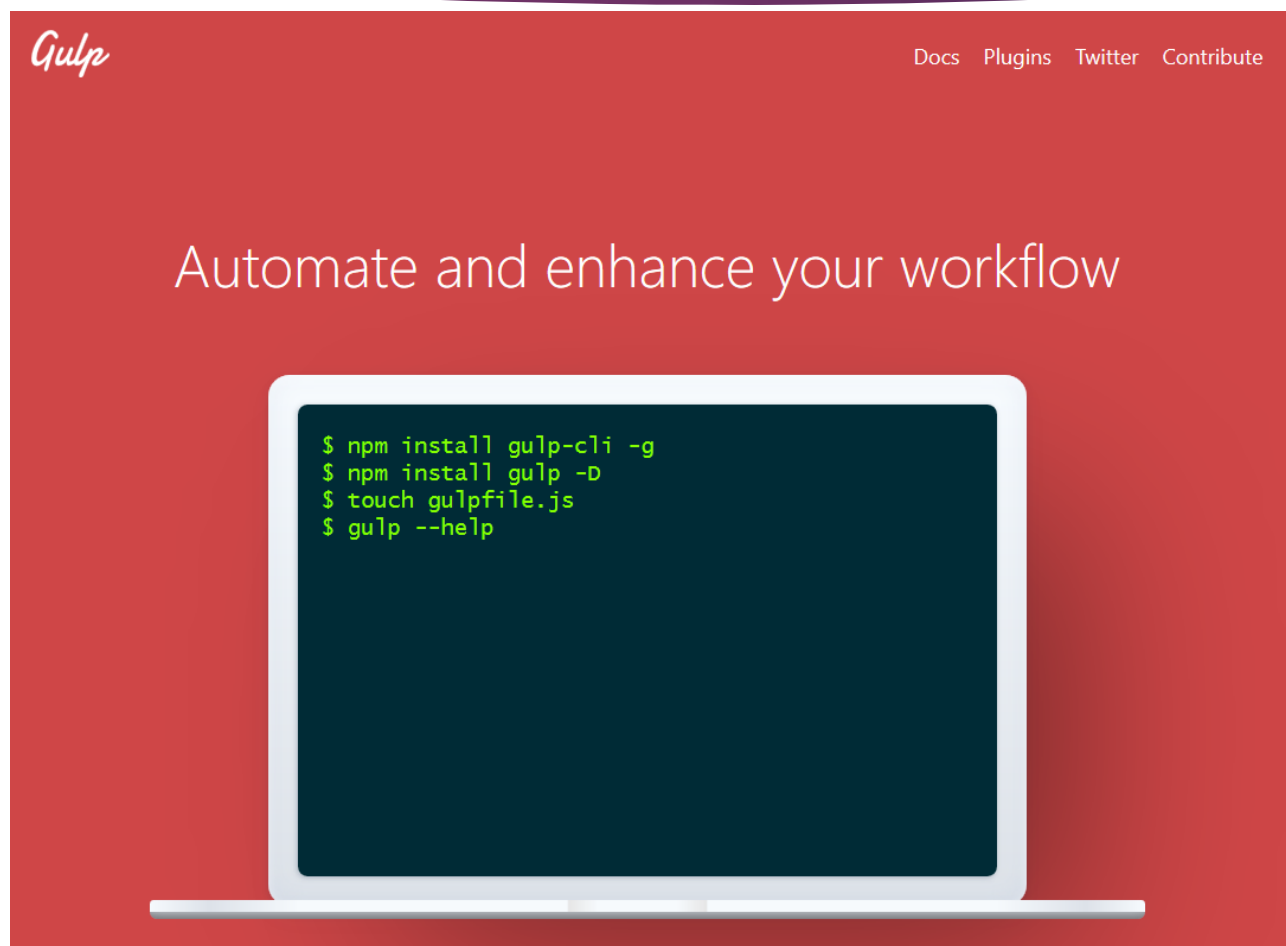 Gulp
Docs Plugins Twitter Contribute
Automate and enhance your workflow
$ npm install gulp-cli -g
$ npm install gulp -D
$ touch gulpfile.js
$ gulp --help